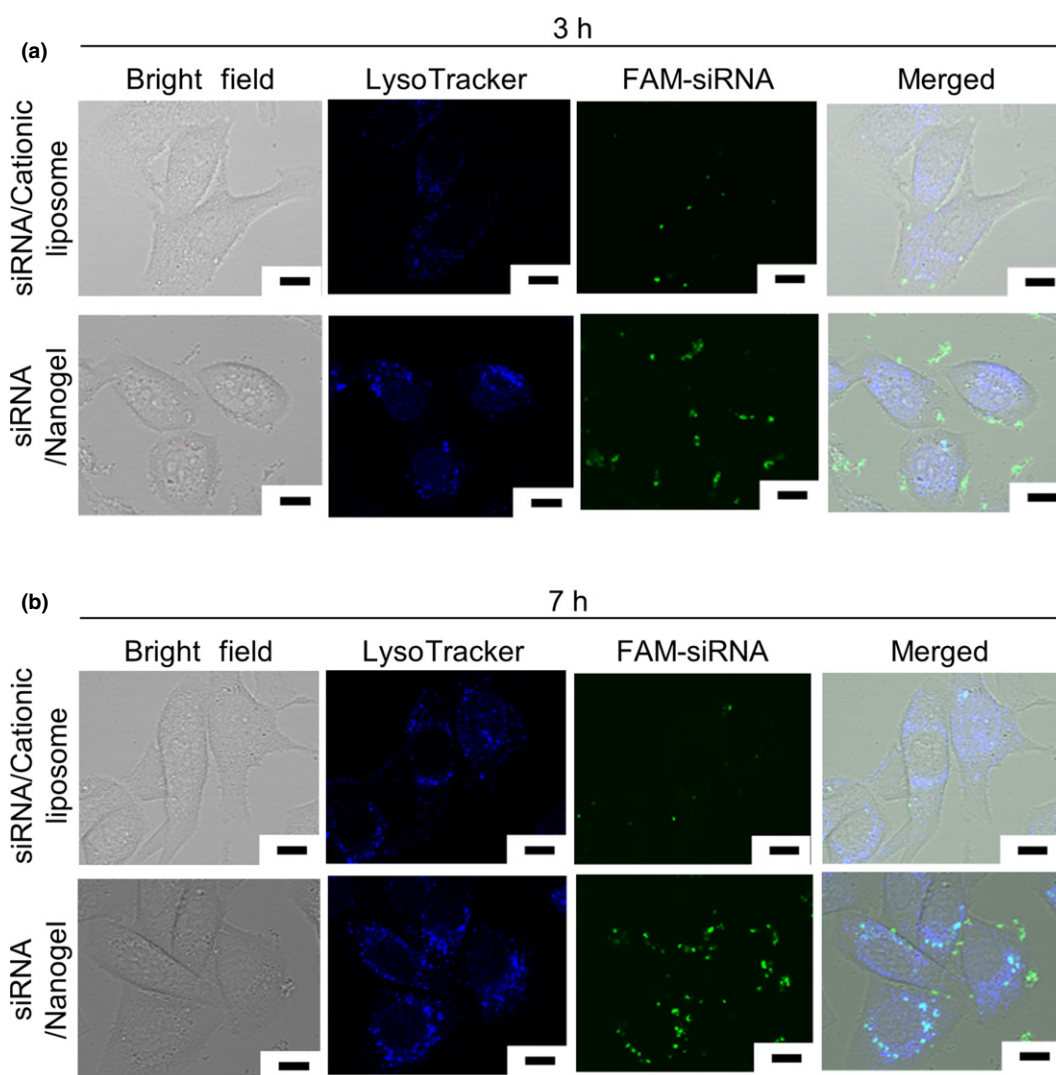 (a)
3 h
Bright field LysoTracker FAM-siRNA Merged
siRNA/Cationic
liposome
siRNA
/Nanogel
(b)
7 h
Bright field LysoTracker FAM-siRNA Merged
siRNA/Cationic
liposome
siRNA
/Nanogel